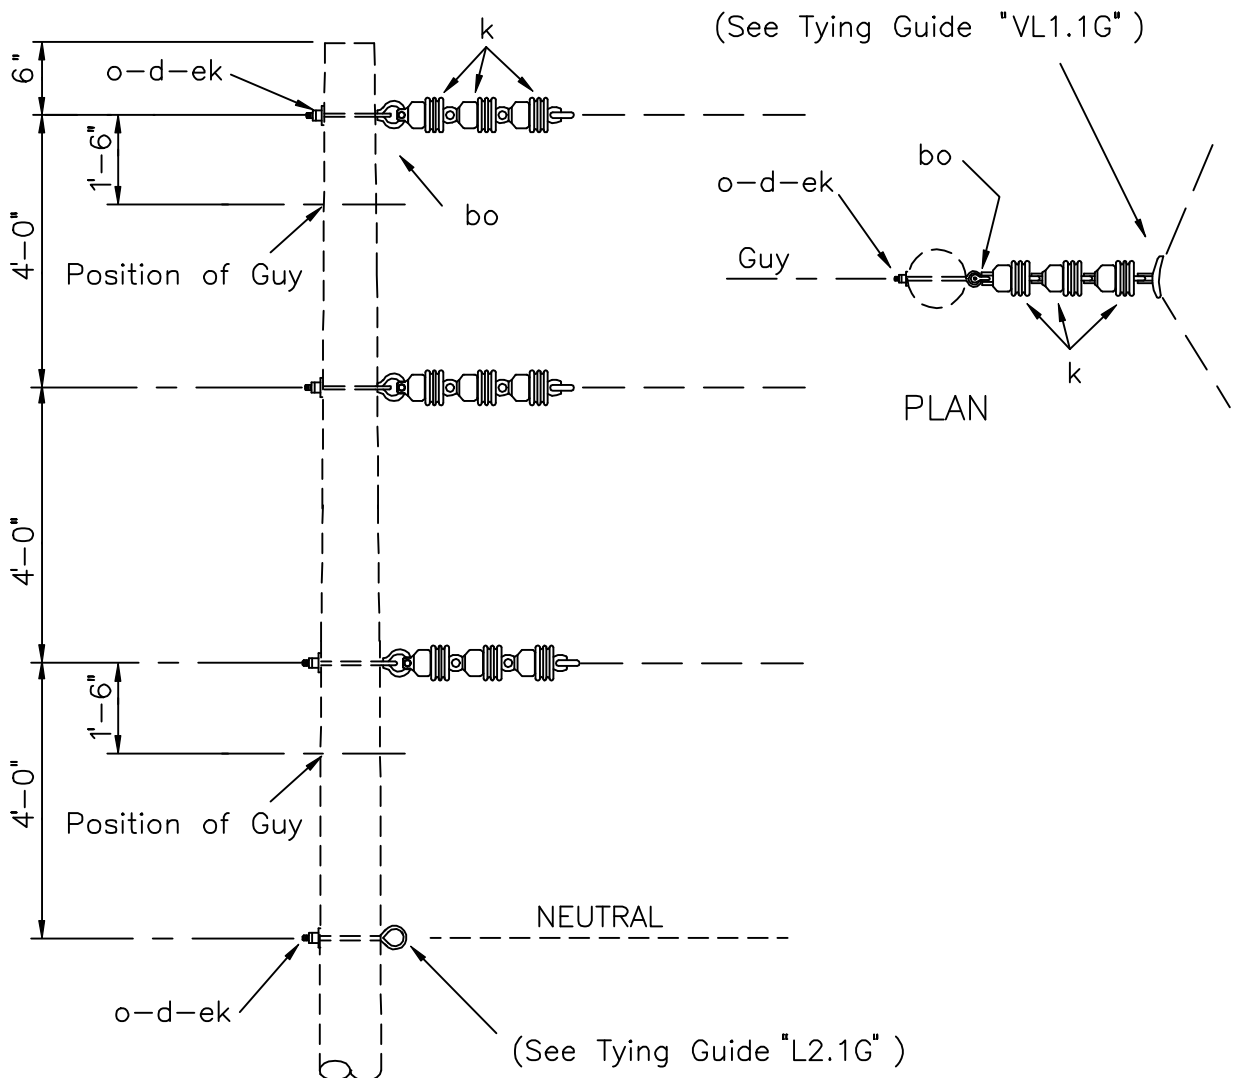 (See Tying Guide "VL1.1G" )
k
6"
o-d-ek
1'-6"
bo
bo
o-d-ek
4'-0"
Position of Guy
Guy
k
PLAN
4'-0"
1'-6"
4'-0"
Position of Guy
NEUTRAL
o-d-ek
(See Tying Guide "L2.1G" )